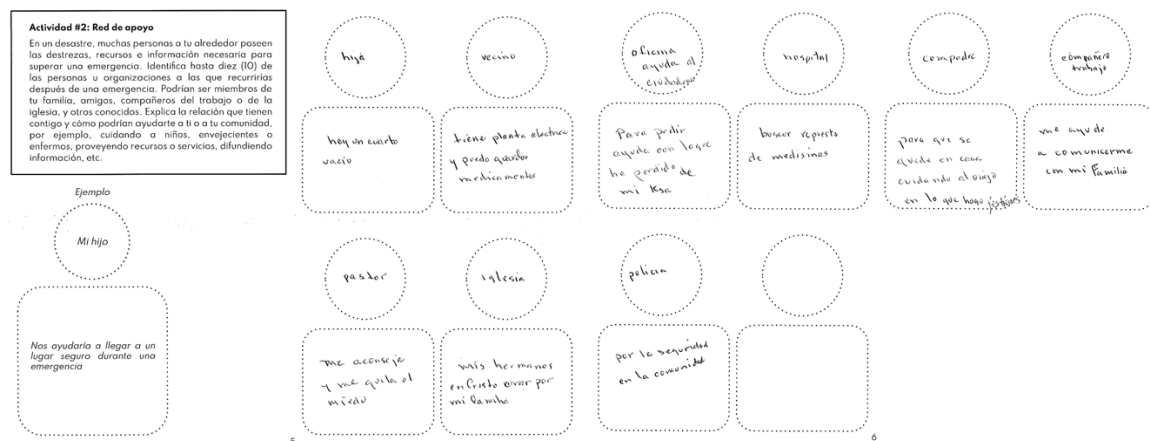 Actividad #2: Red de apoyo
En un desastre, muchas personas a tu alrededor poseen
las destrezas, recursos e información necesaria para
superar una emergencia. Identifica hasta diez (10) de
las personas u organizaciones a las que recurrirías
después de una emergencia. Podrían ser miembros de
tu familia, amigos, compañeros del trabajo o de la
iglesia, y otros conocidos. Explica la relación que tienen
contigo y cómo podrían ayudarte a ti o a tu comunidad,
por ejemplo, cuidando a niños, envejecientes o
enfermos, proveyendo recursos o servicios, difundiendo
información, etc.
Ejemplo
Mi hijo
Nos ayudaría a llegar a un
lugar seguro durante una
emergencia
hija
hay un cuarto
vacio
vecino
tiene planta electrica
y puedo guardar
medicamentos
oficina
ayuda al
ciudadano
Para pedir
ayuda con lo que
he perdido de
mi Ksa
hospital
buscar repuesto
de medisinas
compadre
para que se
quede en casa
cuidando al viejo
en lo que hago jestiones
compañero
trabajo
me ayude
a comunicarme
con mi familia
pastor
me aconseje
y me quita el
miedo
iglesia
mis hermanos
en Cristo orar por
mi familia
policia
por la seguridad
en la comunidad
5
6